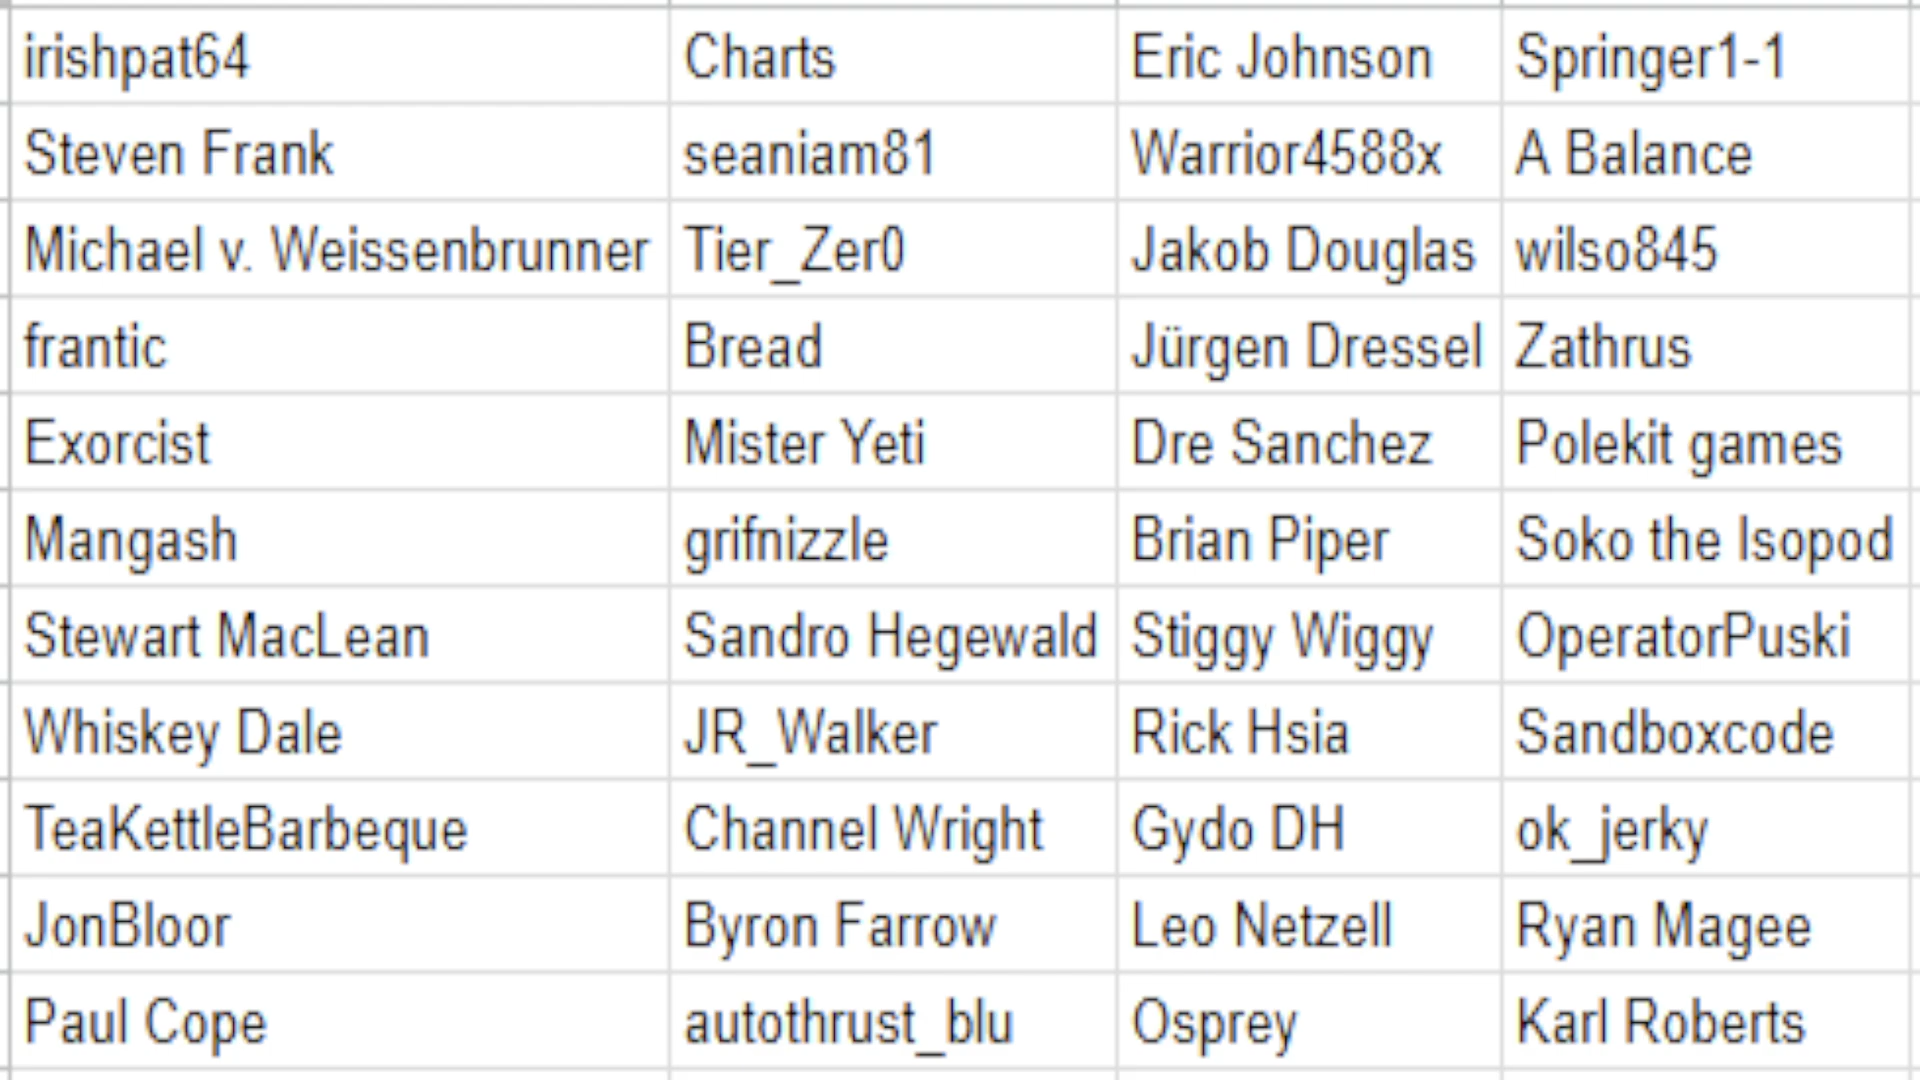 irishpat64 Charts Eric Johnson Springer1-1
Steven Frank seaniam81 Warrior4588x A Balance
Michael v. Weissenbrunner Tier_Zer0 Jakob Douglas wilso845
frantic Bread Jürgen Dressel Zathrus
Exorcist Mister Yeti Dre Sanchez Polekit games
Mangash grifnizzle Brian Piper Soko the Isopod
Stewart MacLean Sandro Hegewald Stiggy Wiggy OperatorPuski
Whiskey Dale JR_Walker Rick Hsia Sandboxcode
TeaKettleBarbeque Channel Wright Gydo DH ok_jerky
JonBloor Byron Farrow Leo Netzell Ryan Magee
Paul Cope autothrust_blu Osprey Karl Roberts